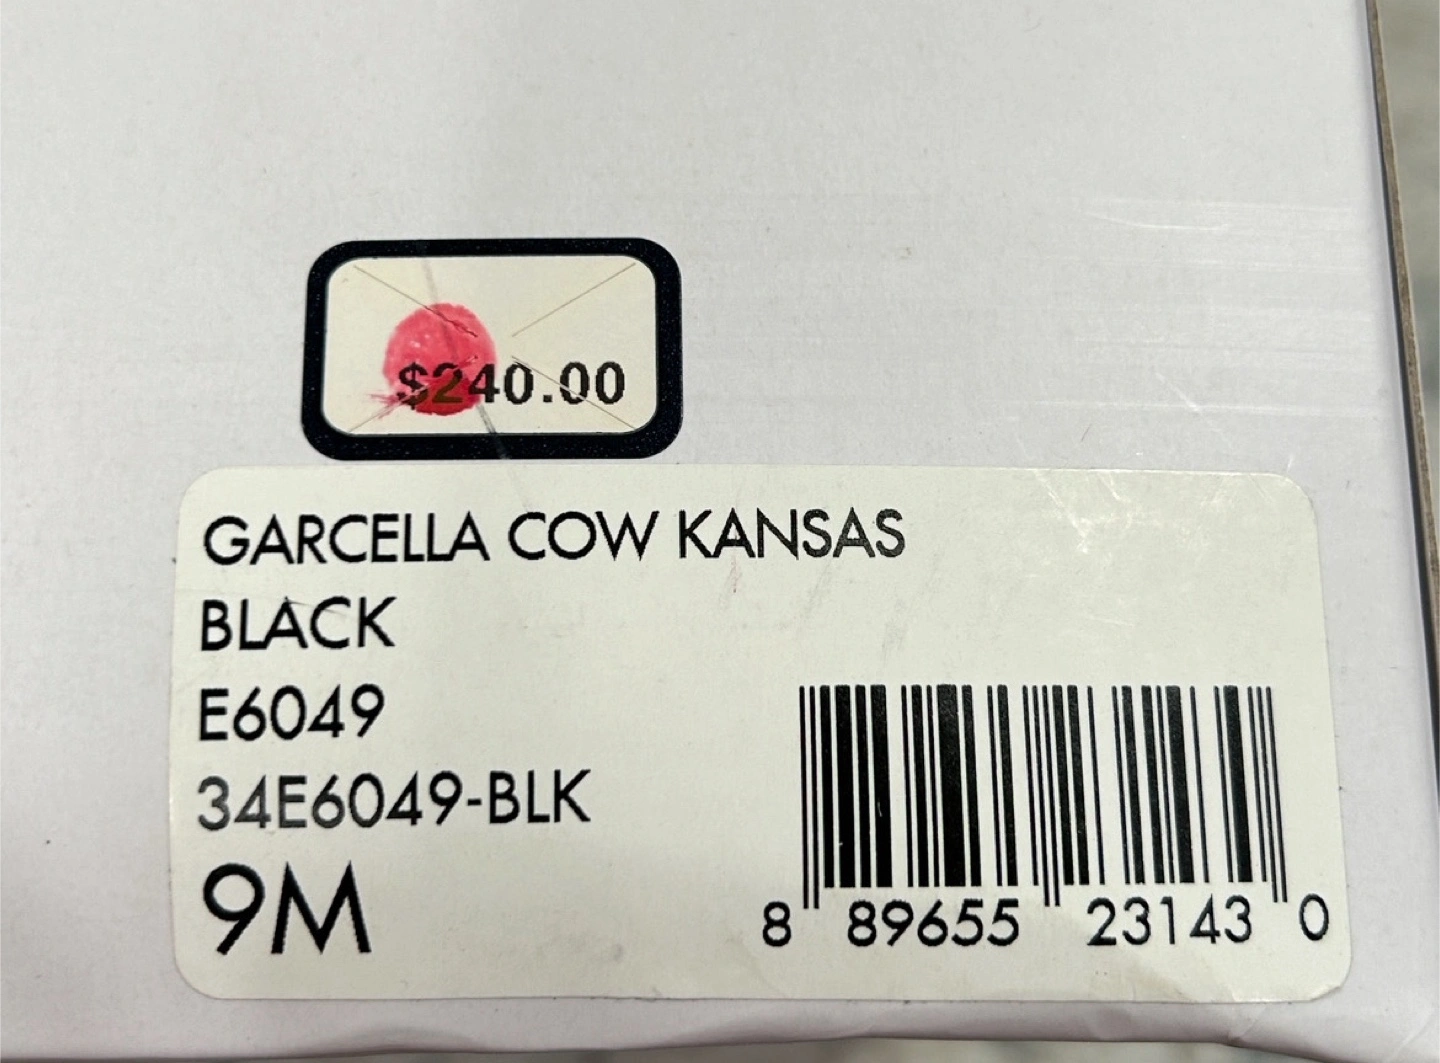 $240.00
GARCELLA COW KANSAS
BLACK
E6049
34E6049-BLK
9M
8 89655 23143 0